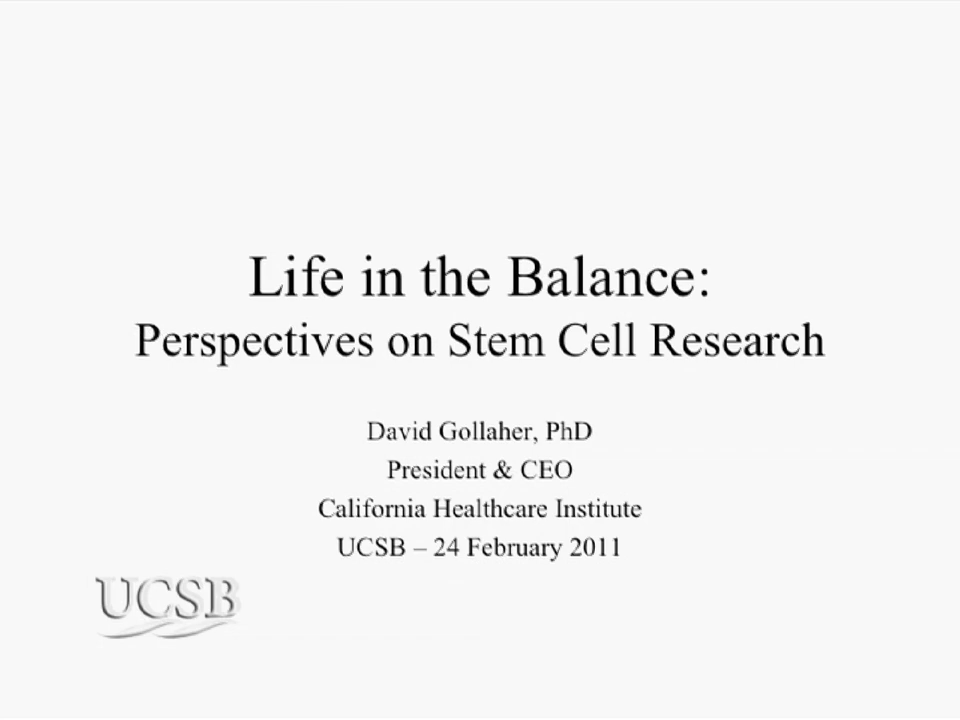 Life in the Balance:
Perspectives on Stem Cell Research
David Gollaher, PhD
President & CEO
California Healthcare Institute
UCSB – 24 February 2011
UCSB